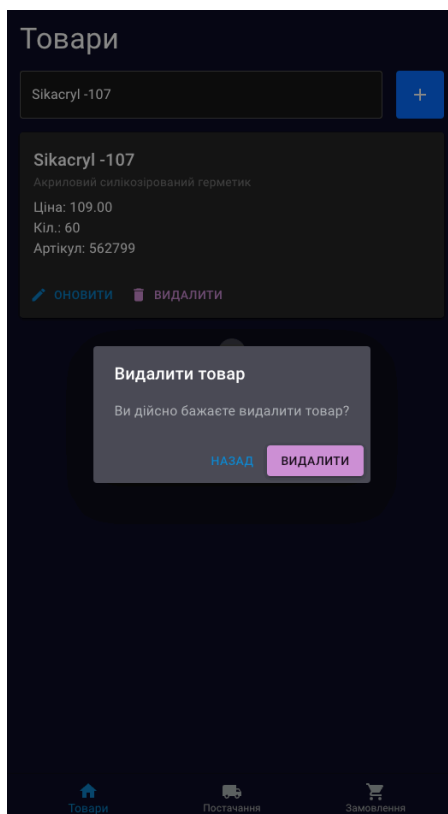 Товари
Sikacryl -107
+
Sikacryl -107
Акриловий силікозірований герметик
Ціна: 109.00
Кіл.: 60
Артікул: 562799
ОНОВИТИ ВИДАЛИТИ
Видалити товар
Ви дійсно бажаєте видалити товар?
НАЗАД ВИДАЛИТИ
Товари Постачання Замовлення